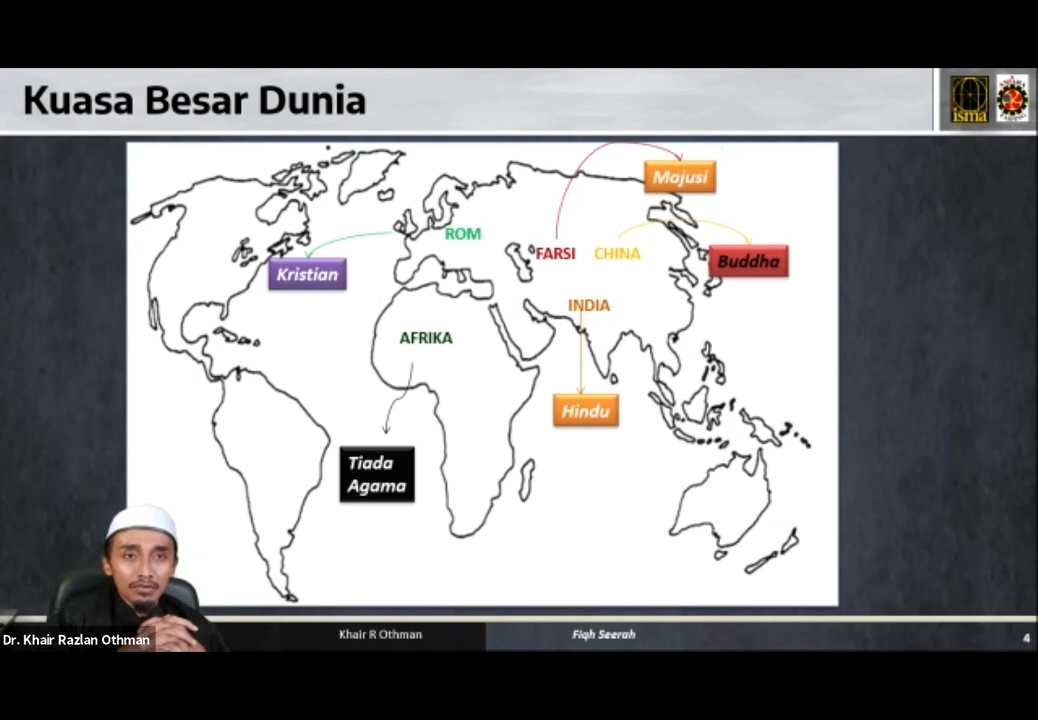 Kuasa Besar Dunia
isma
Majusi
ROM
FARSI
CHINA
Buddha
Kristian
INDIA
AFRIKA
Hindu
Tiada
Agama
Dr. Khair Razlan Othman
Khair R Othman
Fiqh Seerah
4